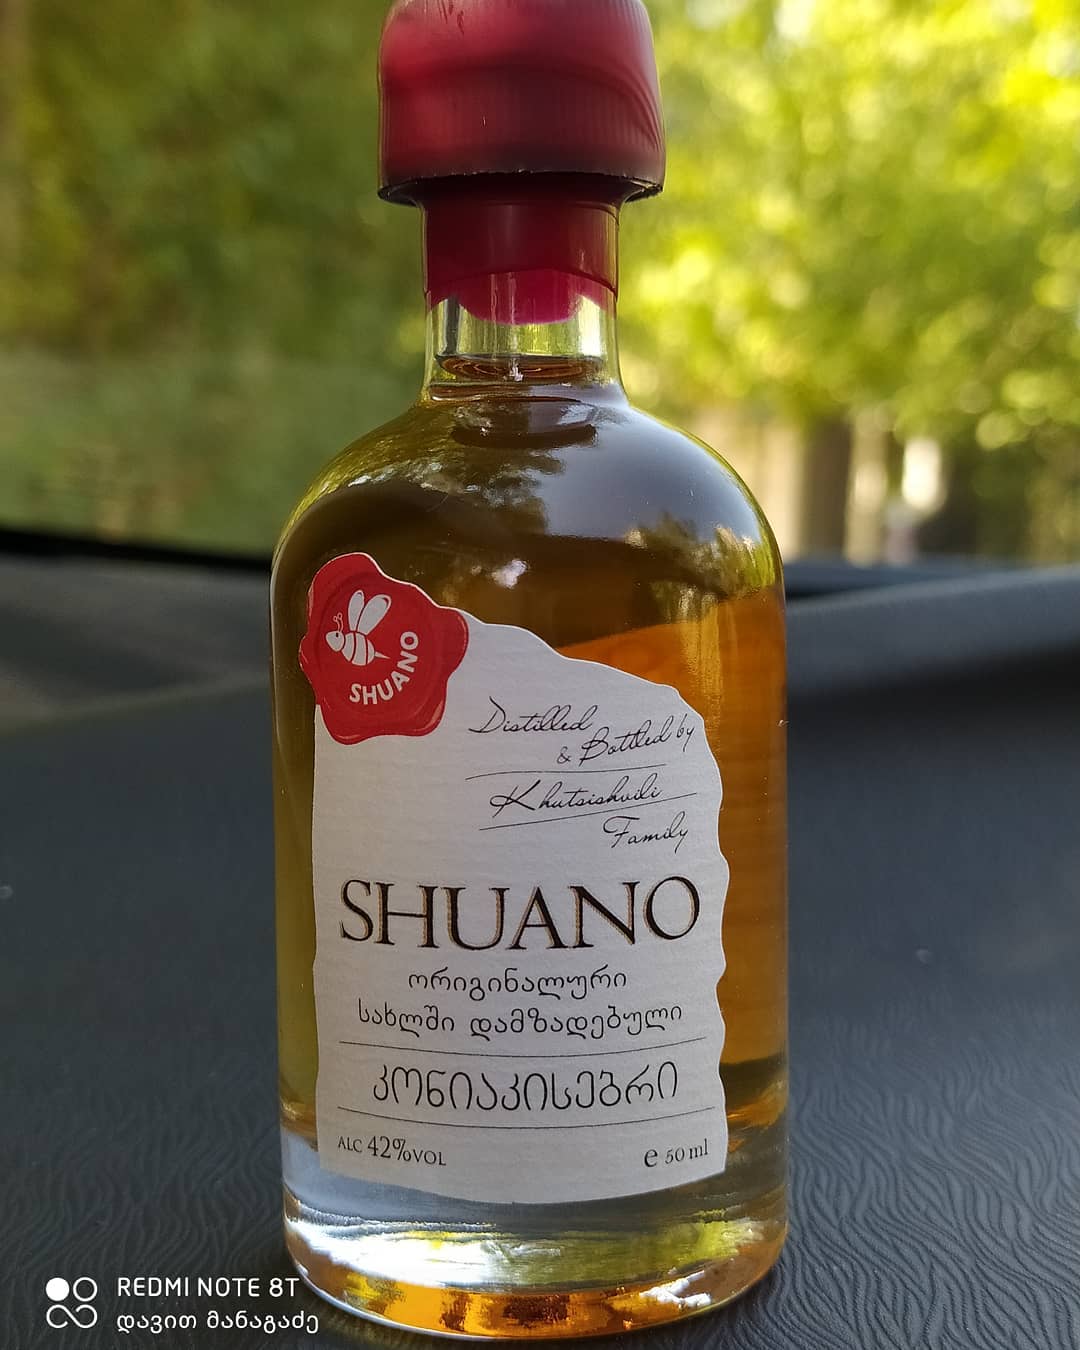 SHUANO
Distilled
& Bottled by
Khutsishvili
Family
SHUANO
ორიგინალური
სახლში დამზადებული
კონიაკისებრი
ALC 42%VOL
e 50 ml
REDMI NOTE 8T
დავით მანაგაძე